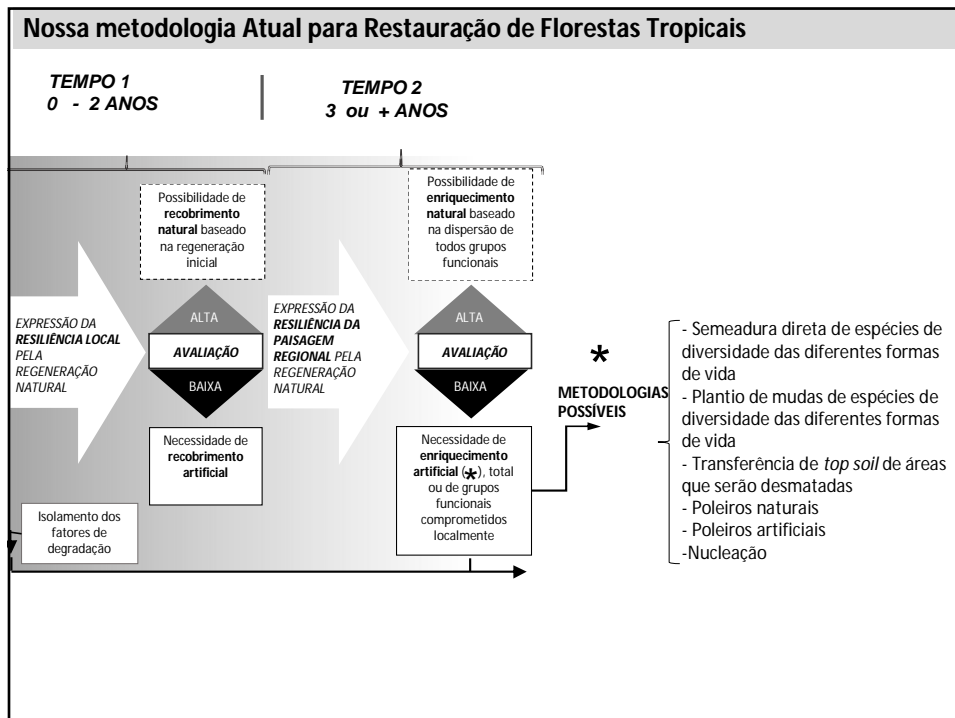 Nossa metodologia Atual para Restauração de Florestas Tropicais
TEMPO 1
0 - 2 ANOS
TEMPO 2
3 ou + ANOS
Possibilidade de
recobrimento
natural baseado
na regeneração
inicial
Possibilidade de
enriquecimento
natural baseado
na dispersão de
todos grupos
funcionais
EXPRESSÃO DA
RESILIÊNCIA LOCAL
PELA
REGENERAÇÃO
NATURAL
ALTA
AVALIAÇÃO
BAIXA
EXPRESSÃO DA
RESILIÊNCIA DA
PAISAGEM
REGIONAL PELA
REGENERAÇÃO
NATURAL
ALTA
AVALIAÇÃO
BAIXA
Necessidade de
recobrimento
artificial
Necessidade de
enriquecimento
artificial (*), total
ou de grupos
funcionais
comprometidos
localmente
Isolamento dos
fatores de
degradação
*
METODOLOGIAS
POSSÍVEIS
- Semeadura direta de espécies de
diversidade das diferentes formas
de vida
- Plantio de mudas de espécies de
diversidade das diferentes formas
de vida
- Transferência de top soil de áreas
que serão desmatadas
- Poleiros naturais
- Poleiros artificiais
-Nucleação